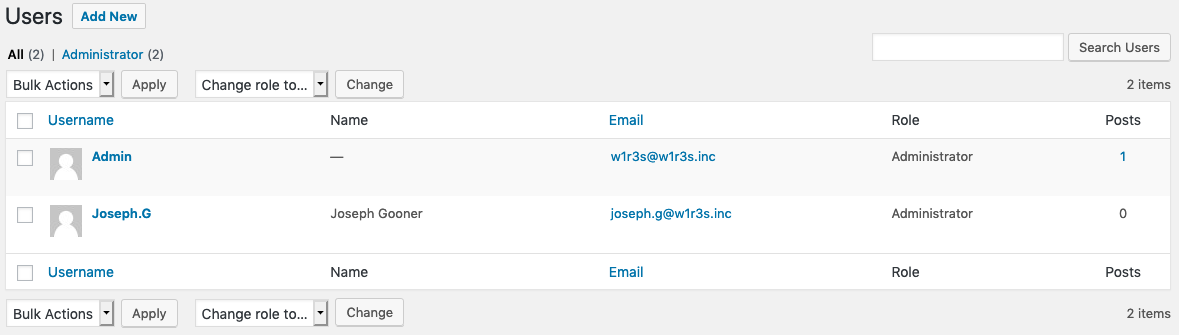 Users Add New
All (2) | Administrator (2)
Search Users
Bulk Actions Apply Change role to... Change 2 items
Username Name Email Role Posts
Admin — w1r3s@w1r3s.inc Administrator 1
Joseph.G Joseph Gooner joseph.g@w1r3s.inc Administrator 0
Username Name Email Role Posts
Bulk Actions Apply Change role to... Change 2 items